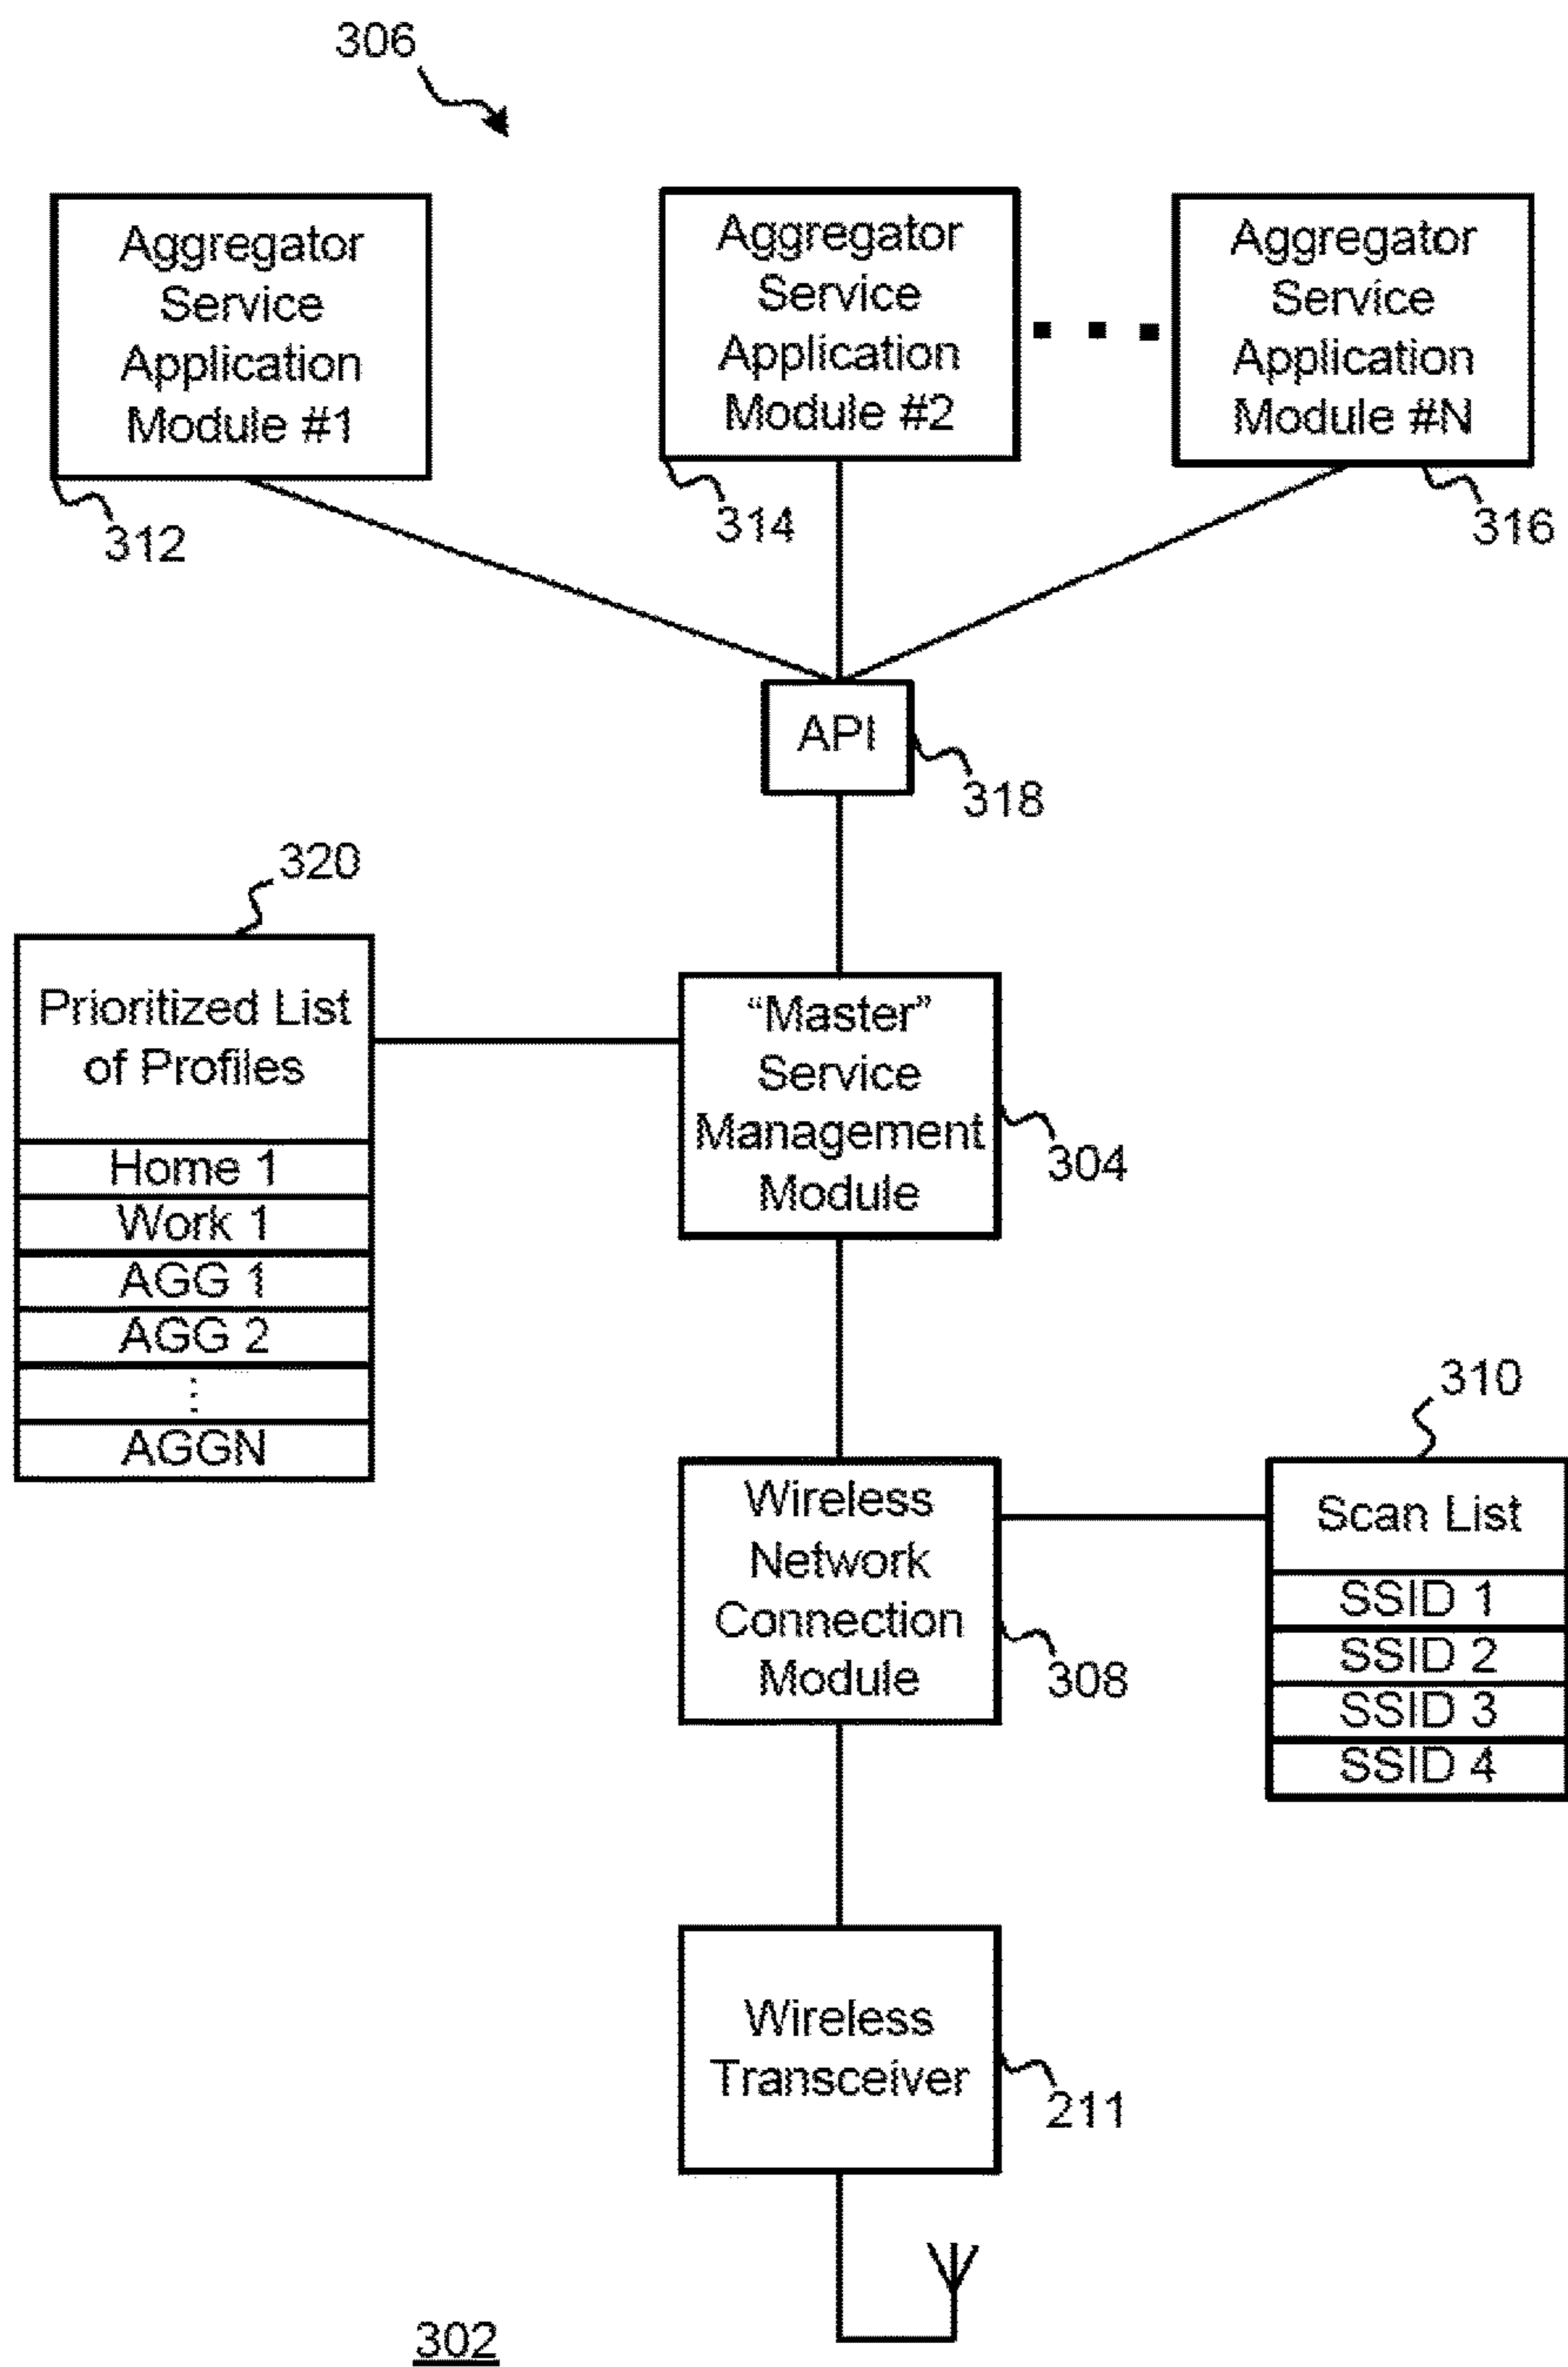 306
Aggregator
Service
Application
Module #1
Aggregator
Service
Application
Module #2
Aggregator
Service
Application
Module #N
312
314
316
API
318
320
Prioritized List
of Profiles
Home 1
Work 1
AGG 1
AGG 2
⋮
AGGN
“Master”
Service
Management
Module
304
Wireless
Network
Connection
Module
308
310
Scan List
SSID 1
SSID 2
SSID 3
SSID 4
Wireless
Transceiver
211
302